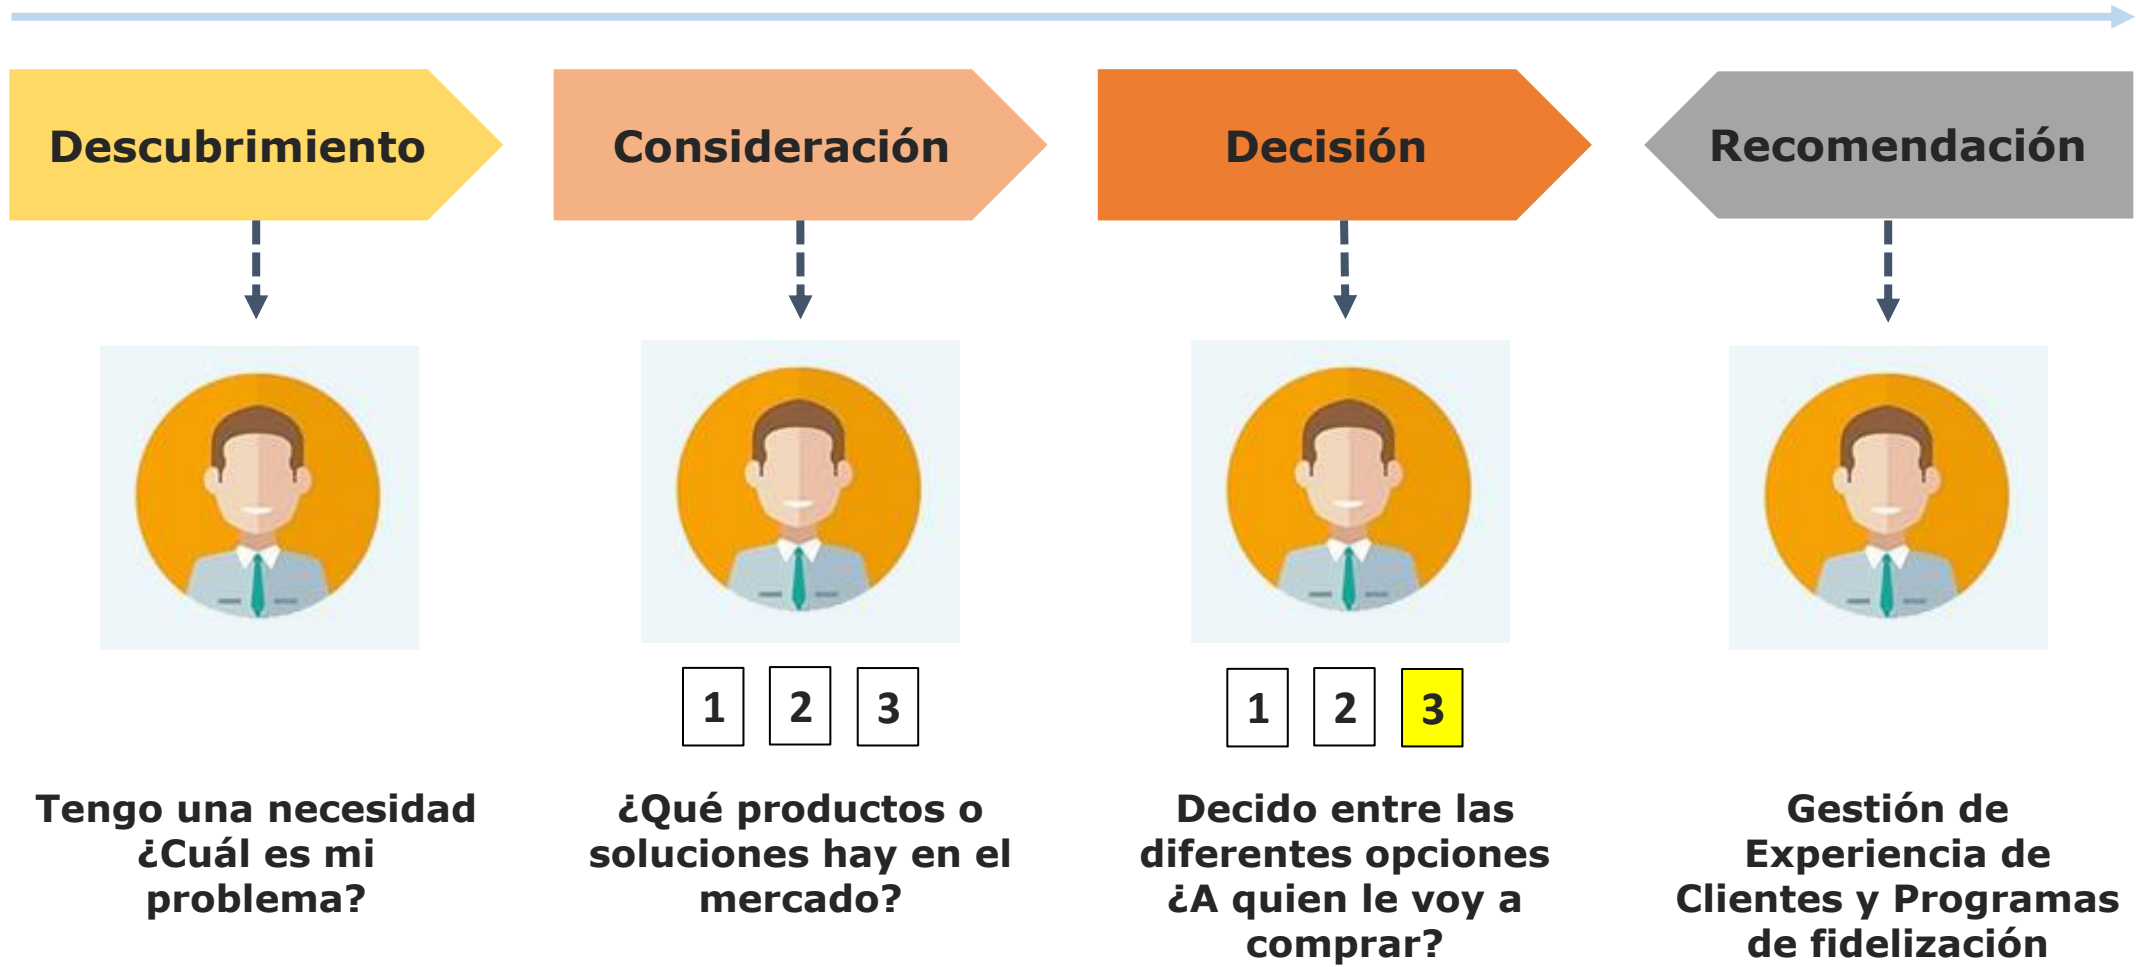 Descubrimiento
Consideración
Decisión
Recomendación
1 2 3
1 2 3
Tengo una necesidad
¿Cuál es mi
problema?
¿Qué productos o
soluciones hay en el
mercado?
Decido entre las
diferentes opciones
¿A quien le voy a
comprar?
Gestión de
Experiencia de
Clientes y Programas
de fidelización